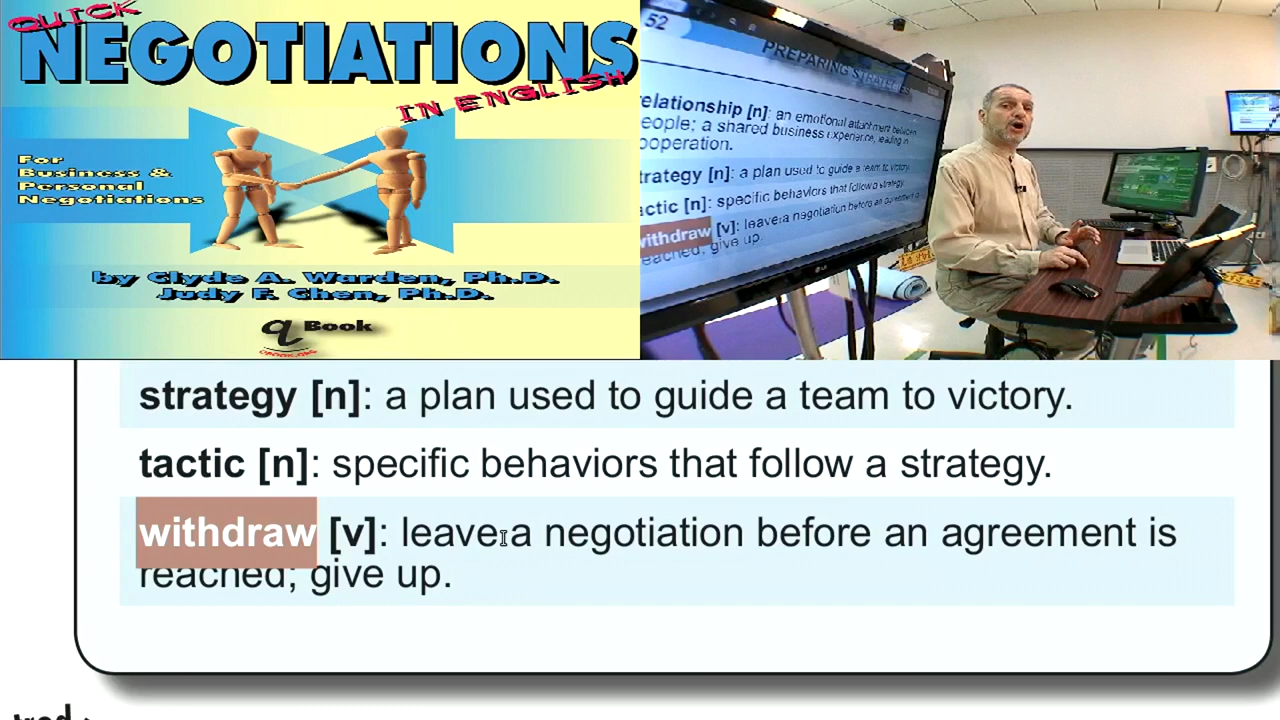 QUICK
NEGOTIATIONS
IN ENGLISH
For
Business &
Personal
Negotiations
by Clyde A. Warden, Ph.D.
Judy F. Chen, Ph.D.
q Book
52
PREPARING STRATEGIES
relationship [n]: an emotional attachment between
people; a shared business experience, leading in
cooperation.
strategy [n]: a plan used to guide a team to victory.
tactic [n]: specific behaviors that follow a strategy.
withdraw [v]: leave a negotiation before an agreement is
reached; give up.
LG
strategy [n]: a plan used to guide a team to victory.
tactic [n]: specific behaviors that follow a strategy.
withdraw [v]: leave a negotiation before an agreement is
reached; give up.